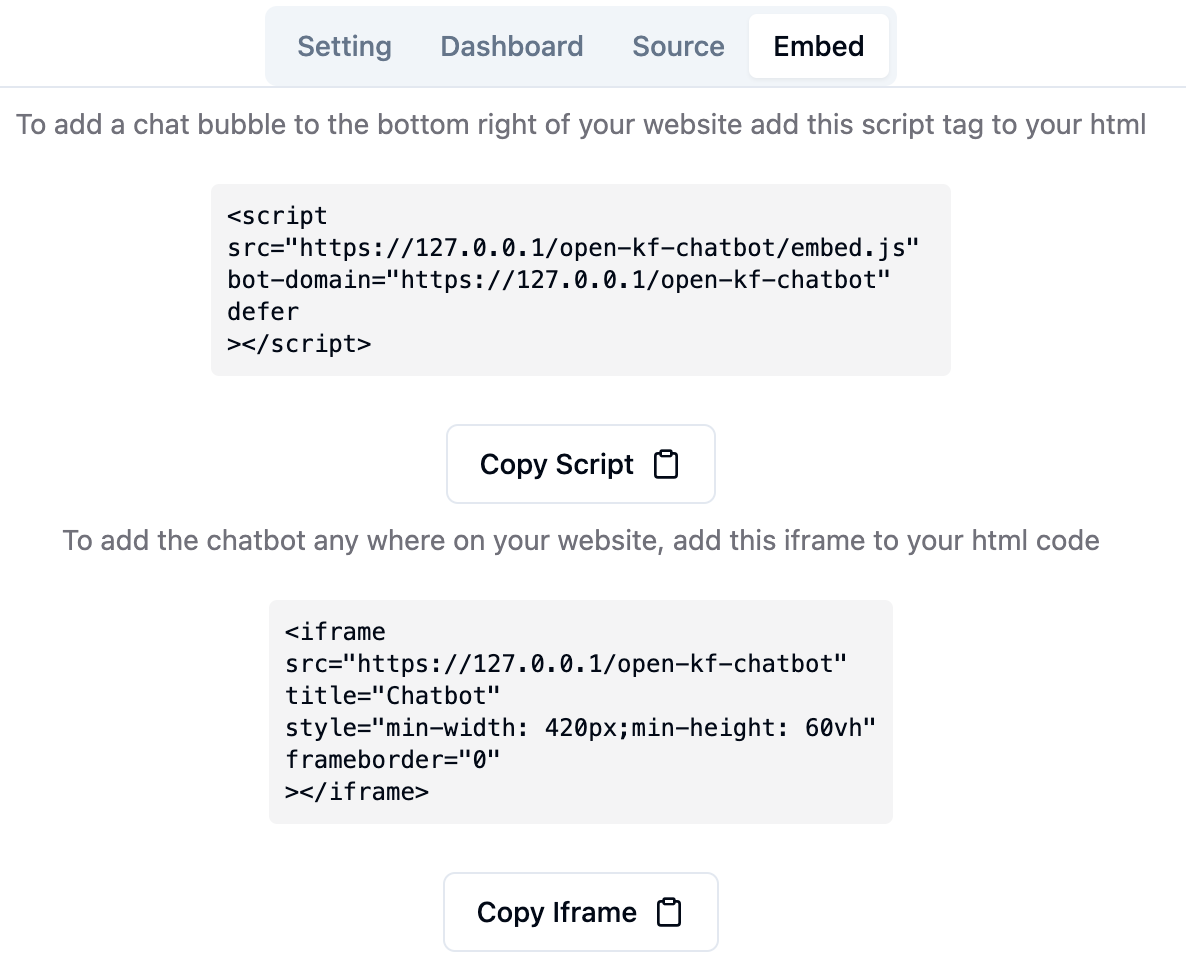 Setting Dashboard Source Embed
To add a chat bubble to the bottom right of your website add this script tag to your html
<script
src="https://127.0.0.1/open-kf-chatbot/embed.js"
bot-domain="https://127.0.0.1/open-kf-chatbot"
defer
></script>
Copy Script
To add the chatbot any where on your website, add this iframe to your html code
<iframe
src="https://127.0.0.1/open-kf-chatbot"
title="Chatbot"
style="min-width: 420px;min-height: 60vh"
frameborder="0"
></iframe>
Copy Iframe